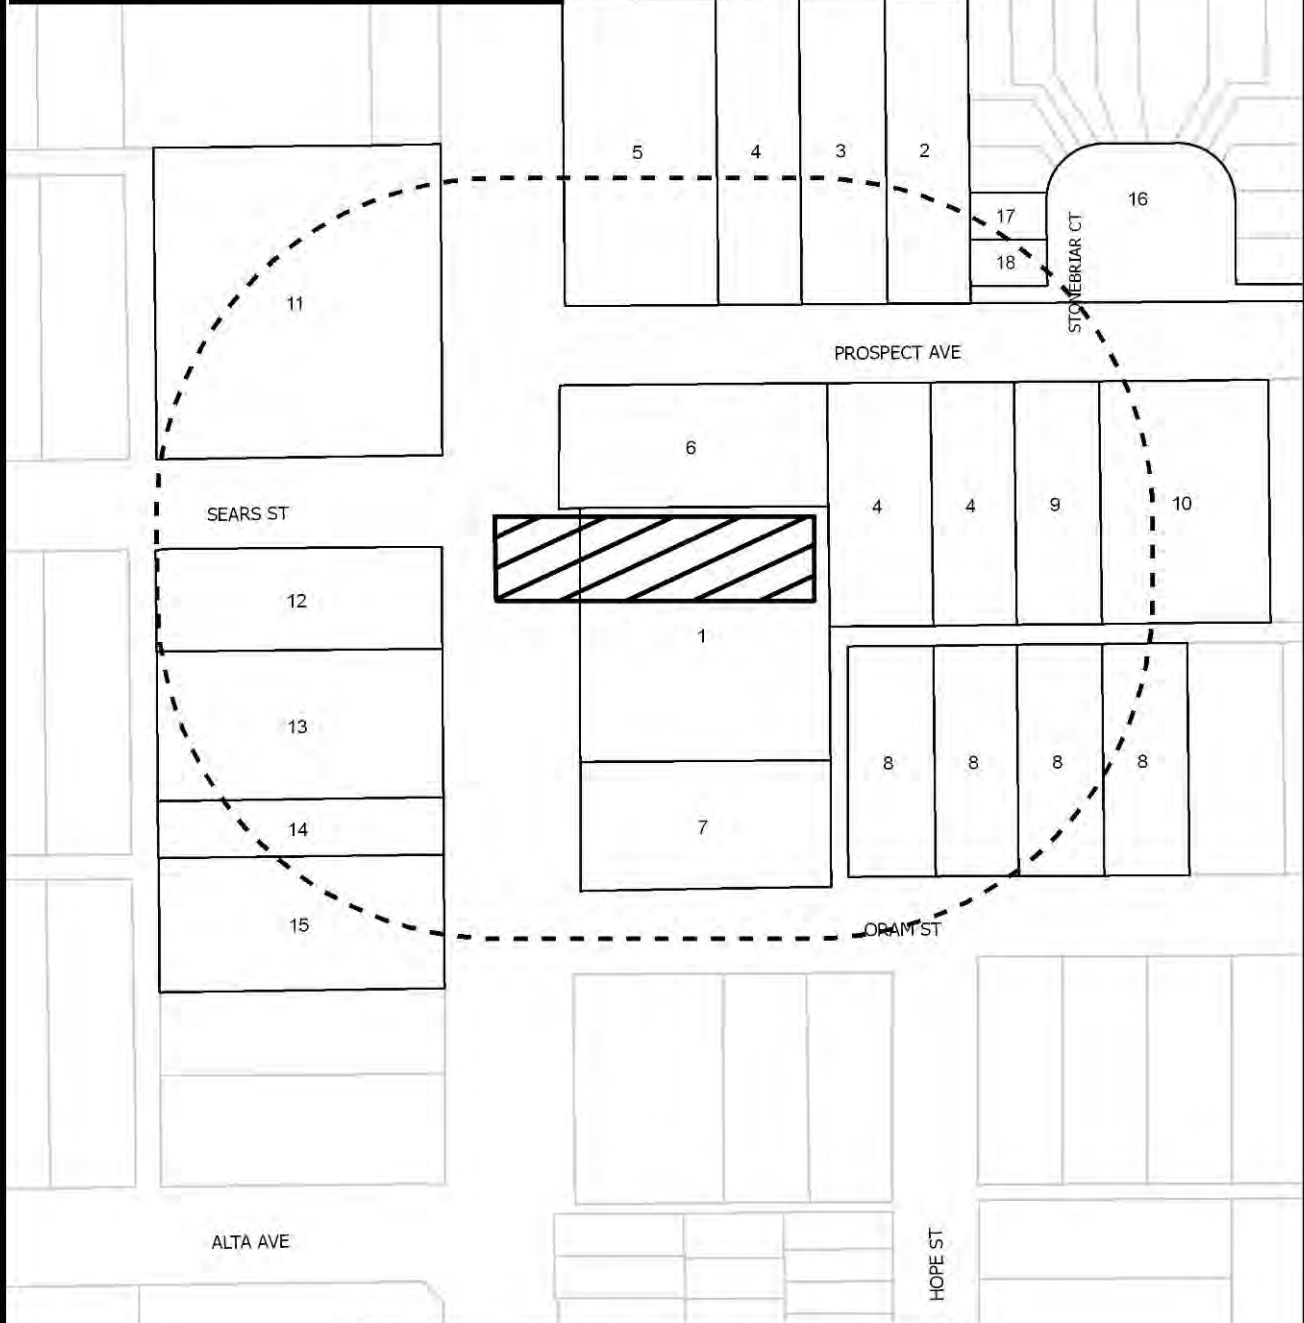 5 4 3 2
16
17
STONEBRIAR CT
18
11
PROSPECT AVE
6
4 4 9 10
SEARS ST
12
1
13
8 8 8 8
14
7
15
ORAM ST
ALTA AVE
HOPE ST